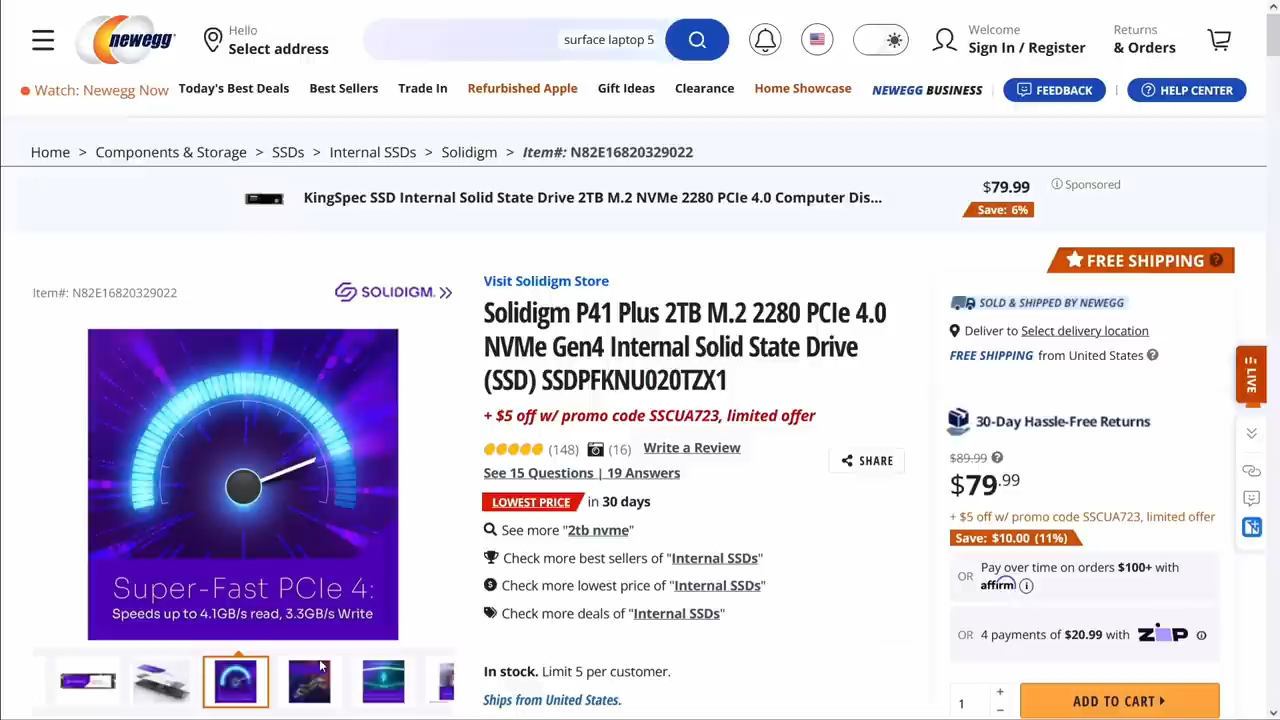 newegg
Hello
Select address
surface laptop 5
Welcome
Sign In / Register
Returns
& Orders
Watch: Newegg Now
Today's Best Deals
Best Sellers
Trade In
Refurbished Apple
Gift Ideas
Clearance
Home Showcase
NEWEGG BUSINESS
FEEDBACK
HELP CENTER
Home > Components & Storage > SSDs > Internal SSDs > Solidigm > Item#: N82E16820329022
KingSpec SSD Internal Solid State Drive 2TB M.2 NVMe 2280 PCIe 4.0 Computer Dis...
$79.99
Sponsored
Save: 6%
FREE SHIPPING
Item#: N82E16820329022
SOLIDIGM.
Super-Fast PCIe 4:
Speeds up to 4.1GB/s read, 3.3GB/s Write
Visit Solidigm Store
Solidigm P41 Plus 2TB M.2 2280 PCIe 4.0
NVMe Gen4 Internal Solid State Drive
(SSD) SSDPFKNU020TZX1
+ $5 off w/ promo code SSCUA723, limited offer
(148)
(16)
Write a Review
SHARE
See 15 Questions | 19 Answers
LOWEST PRICE in 30 days
See more "2tb nvme"
Check more best sellers of "Internal SSDs"
Check more lowest price of "Internal SSDs"
Check more deals of "Internal SSDs"
In stock. Limit 5 per customer.
Ships from United States.
SOLD & SHIPPED BY NEWEGG
Deliver to Select delivery location
FREE SHIPPING from United States
LIVE
30-Day Hassle-Free Returns
$89.99
$79.99
+ $5 off w/ promo code SSCUA723, limited offer
Save: $10.00 (11%)
OR
Pay over time on orders $100+ with
affirm
OR 4 payments of $20.99 with ZIP
1
+
−
ADD TO CART